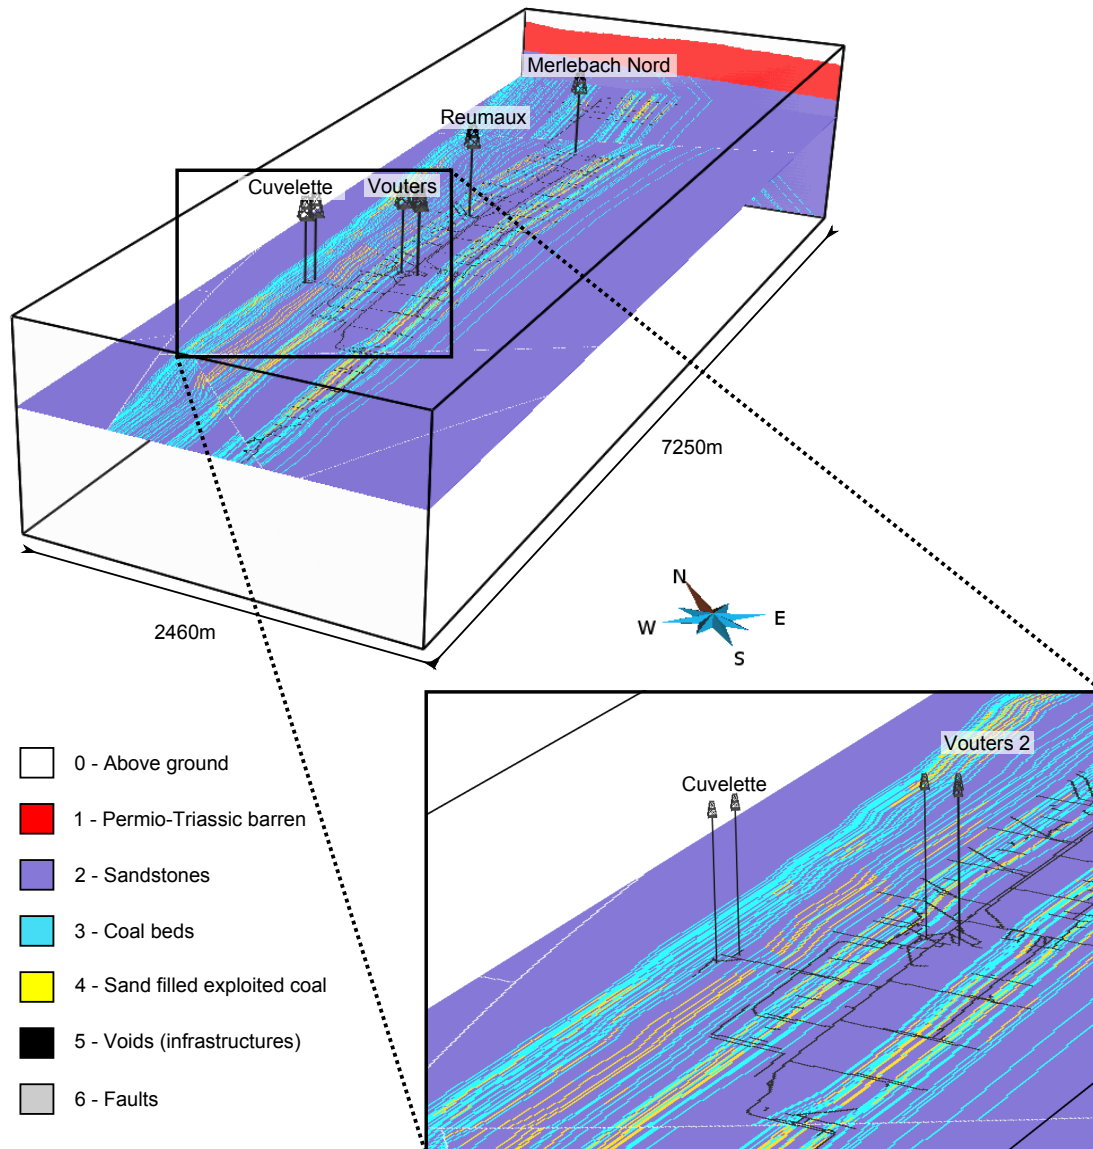 Merlebach Nord
Reumaux
Cuvelette
Vouters
7250m
2460m
N
W
E
S
0 - Above ground
1 - Permio-Triassic barren
2 - Sandstones
3 - Coal beds
4 - Sand filled exploited coal
5 - Voids (infrastructures)
6 - Faults
Vouters 2
Cuvelette